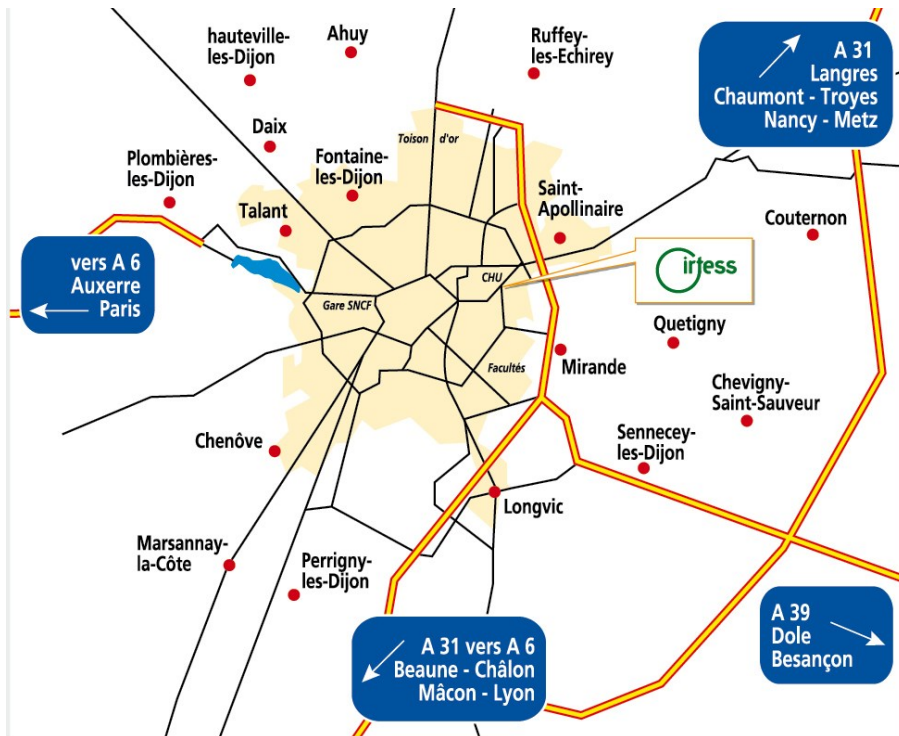 hauteville-
les-Dijon
Ahuy
Ruffey-
les-Echirey
A 31
Langres
Chaumont - Troyes
Nancy - Metz
Daix
Toison d'or
Plombières-
les-Dijon
Fontaine-
les-Dijon
Talant
Saint-
Apollinaire
Couternon
vers A 6
Auxerre
Paris
Gare SNCF
CHU
irtess
Quetigny
Mirande
Facultés
Chevigny-
Saint-Sauveur
Chenôve
Sennecey-
les-Dijon
Longvic
Marsannay-
la-Côte
Perrigny-
les-Dijon
A 31 vers A 6
Beaune - Châlon
Mâcon - Lyon
A 39
Dole
Besançon